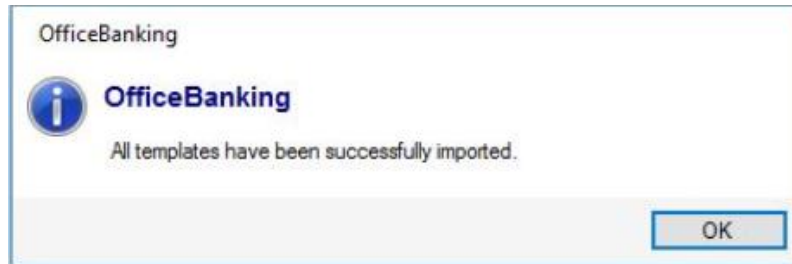 OfficeBanking
OfficeBanking
All templates have been successfully imported.
OK